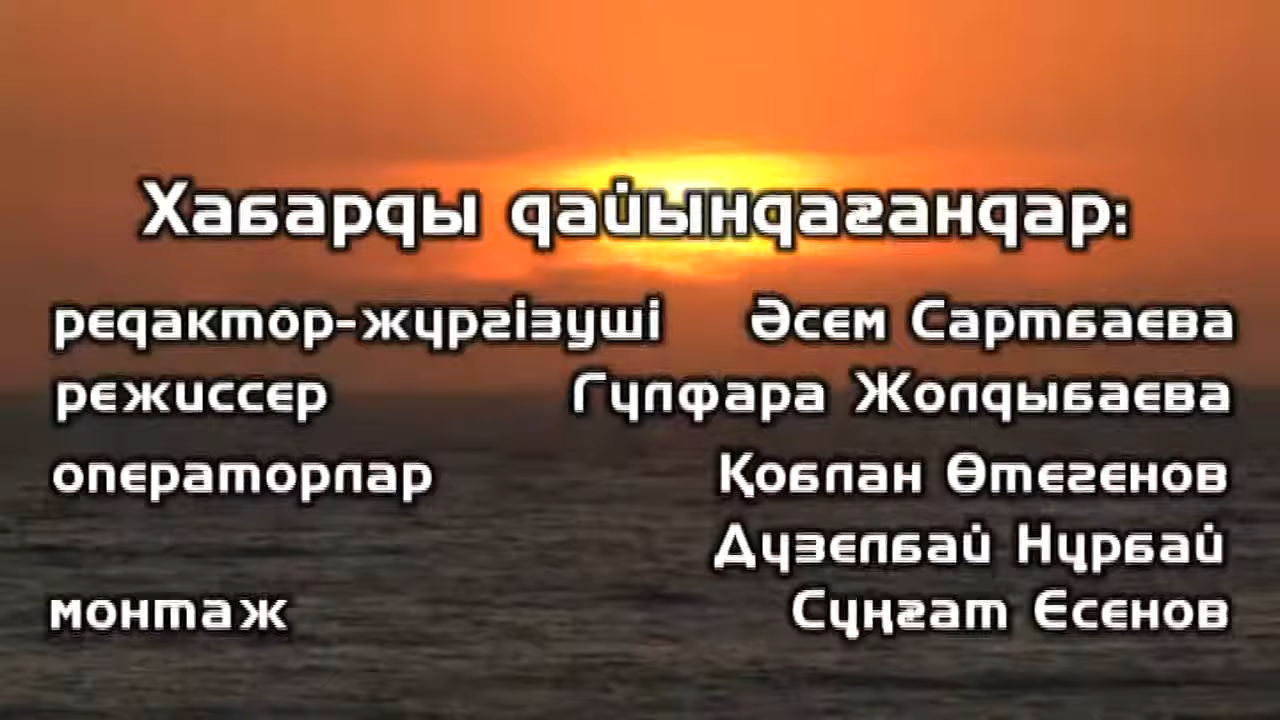 Хабарды дайындағандар:
редактор-жүргізуші Әсем Сартбаева
режиссер Гүлфара Жолдыбаева
операторлар Қоблан Өтегенов
Дүзелбай Нұрбай
монтаж Сұңғат Есенов